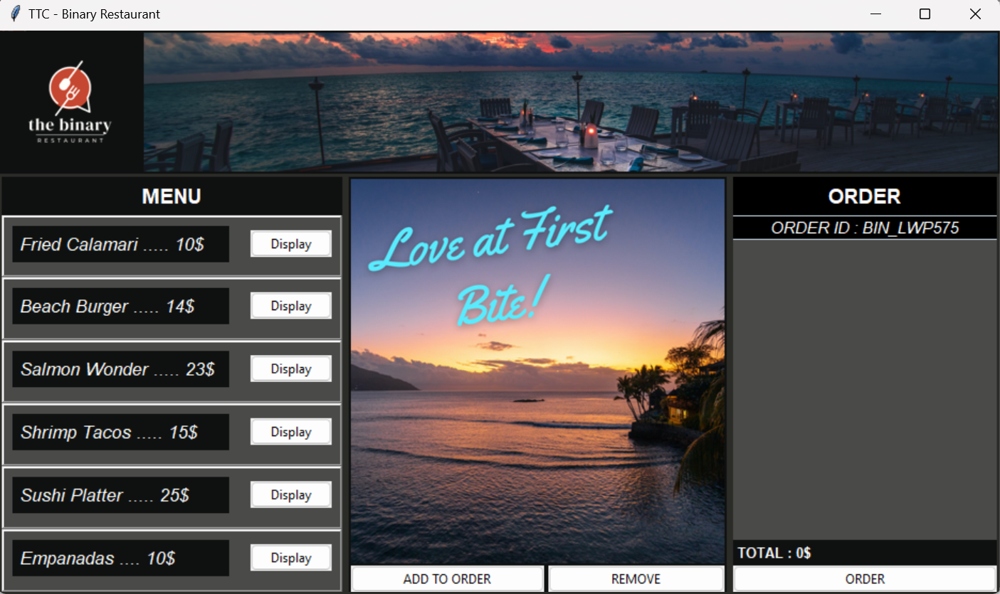 TTC - Binary Restaurant
the binary
RESTAURANT
MENU
Fried Calamari ..... 10$
Display
Beach Burger ..... 14$
Display
Salmon Wonder ..... 23$
Display
Shrimp Tacos ..... 15$
Display
Sushi Platter ..... 25$
Display
Empanadas .... 10$
Display
Love at First
Bite!
ADD TO ORDER
REMOVE
ORDER
ORDER ID : BIN_LWP575
TOTAL : 0$
ORDER